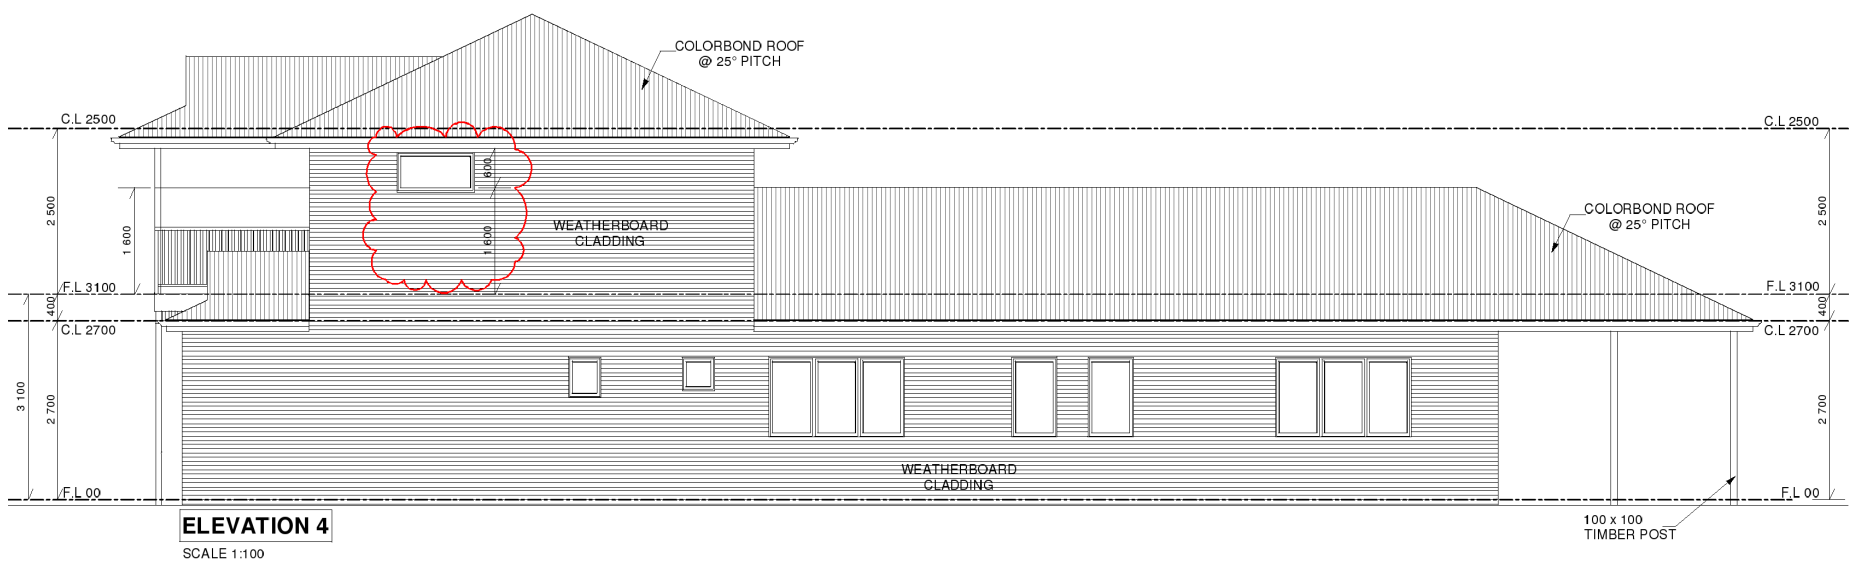 COLORBOND ROOF
@ 25° PITCH
C.L 2500
C.L 2500
600
2 500
1 600
WEATHERBOARD
CLADDING
1 600
COLORBOND ROOF
@ 25° PITCH
2 500
F.L 3100
F.L 3100
400
400
C.L 2700
C.L 2700
3 100
2 700
2 700
WEATHERBOARD
CLADDING
F.L 00
F.L 00
ELEVATION 4
SCALE 1:100
100 x 100
TIMBER POST